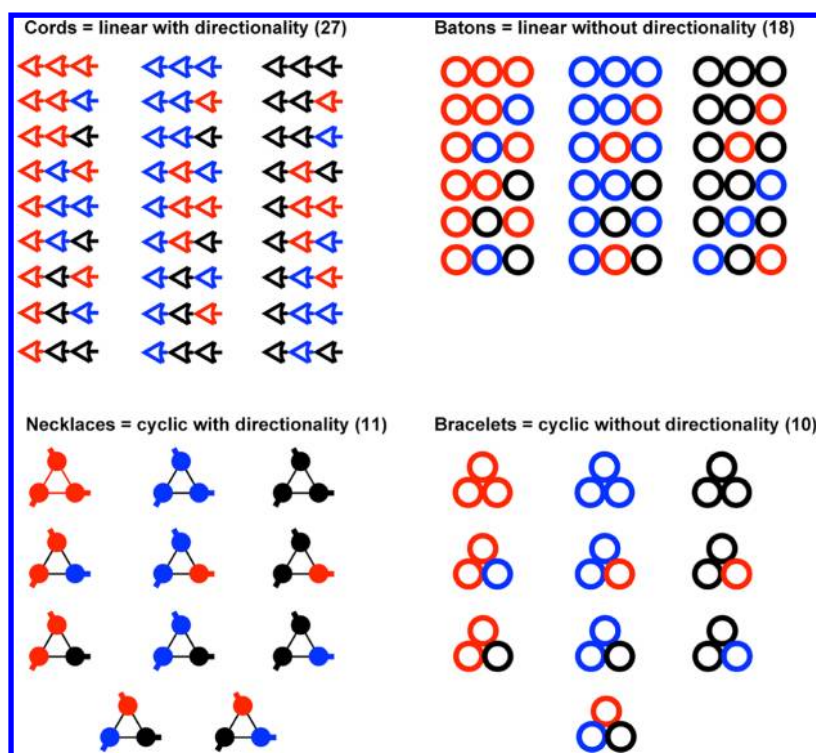 Cords = linear with directionality (27)
Batons = linear without directionality (18)
Necklaces = cyclic with directionality (11)
Bracelets = cyclic without directionality (10)